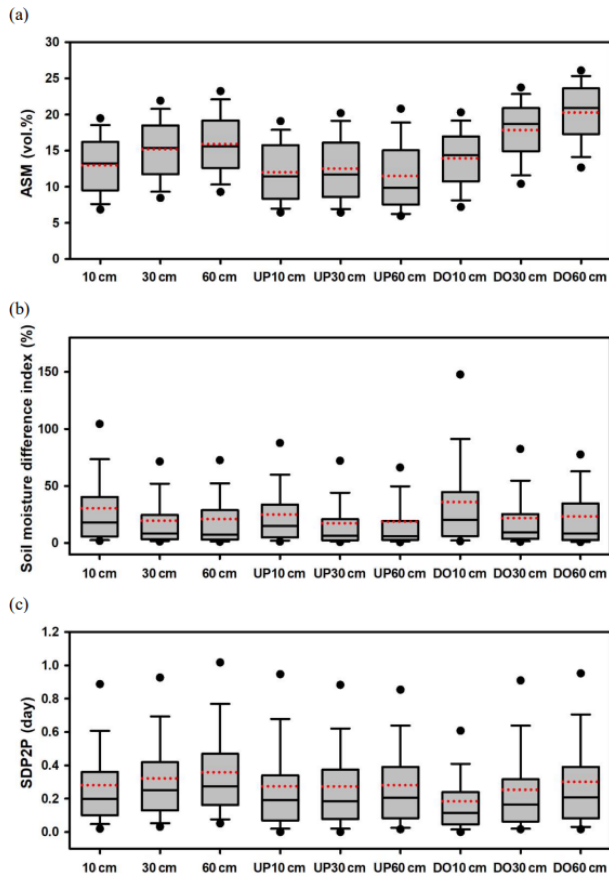 (a)
30
25
20
15
10
5
0
ASM (vol.%)
10 cm 30 cm 60 cm UP10 cm UP30 cm UP60 cm DO10 cm DO30 cm DO60 cm
(b)
150
100
50
0
Soil moisture difference index (%)
10 cm 30 cm 60 cm UP10 cm UP30 cm UP60 cm DO10 cm DO30 cm DO60 cm
(c)
1.2
1.0
0.8
0.6
0.4
0.2
0.0
SDP2P (day)
10 cm 30 cm 60 cm UP10 cm UP30 cm UP60 cm DO10 cm DO30 cm DO60 cm